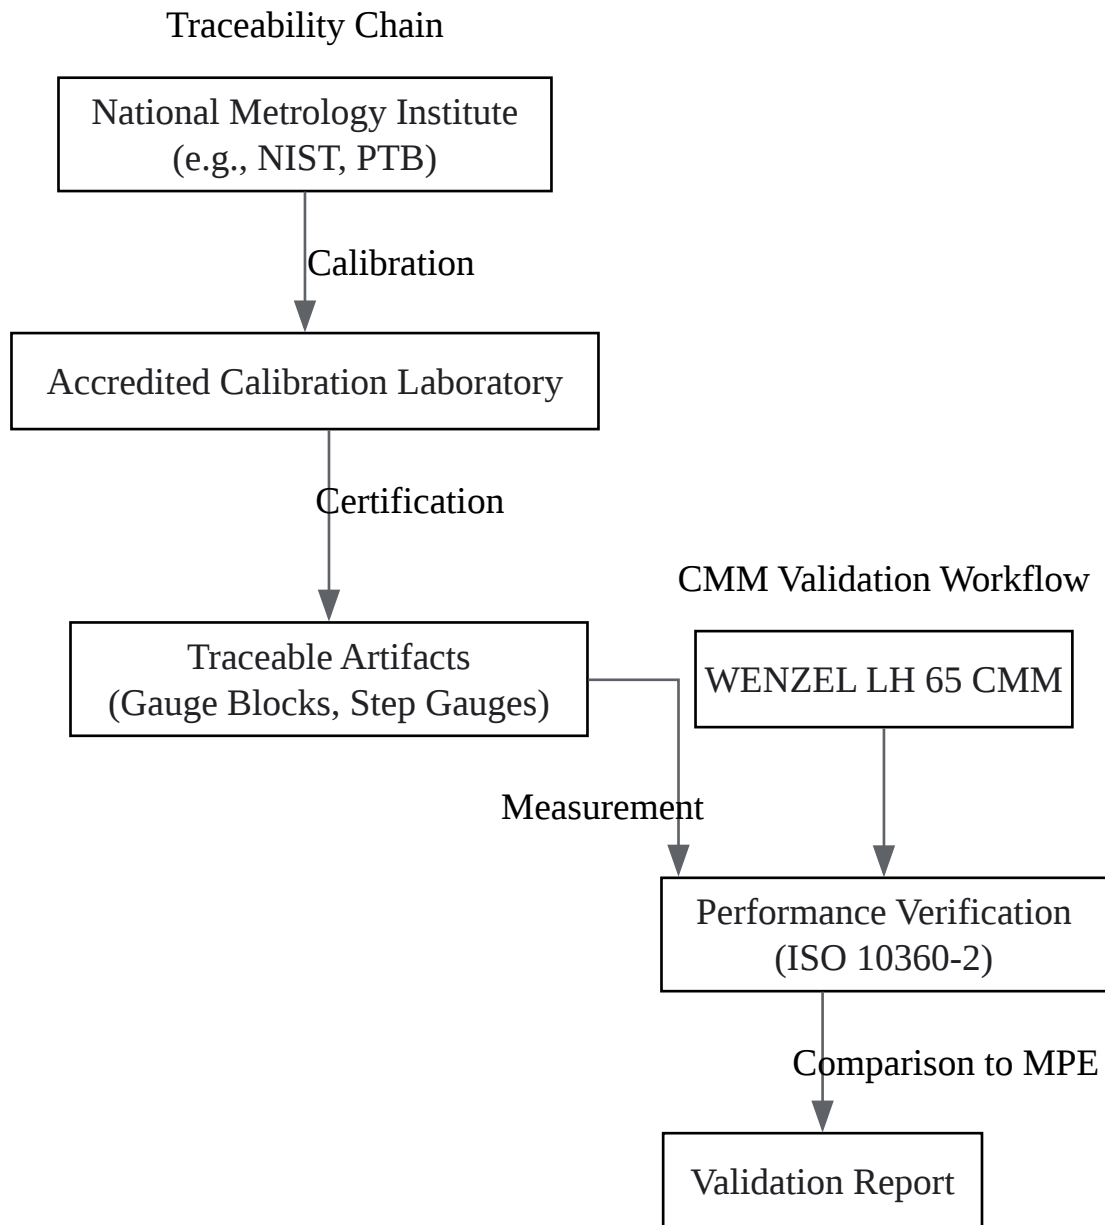 Traceability Chain
National Metrology Institute
(e.g., NIST, PTB)
Calibration
Accredited Calibration Laboratory
Certification
Traceable Artifacts
(Gauge Blocks, Step Gauges)
CMM Validation Workflow
WENZEL LH 65 CMM
Measurement
Performance Verification
(ISO 10360-2)
Comparison to MPE
Validation Report